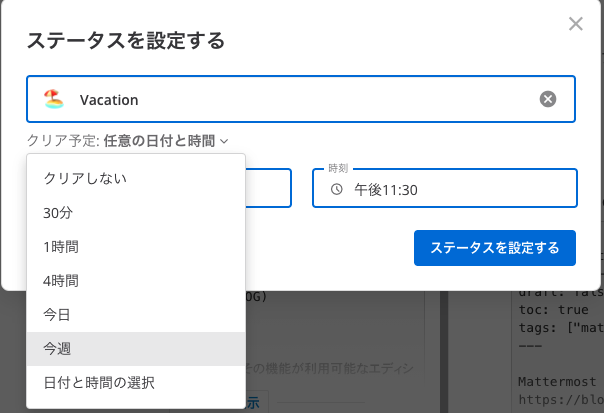 ステータスを設定する
Vacation
クリア予定: 任意の日付と時間
クリアしない
30分
1時間
4時間
今日
今週
日付と時間の選択
時刻
午後11:30
ステータスを設定する
OG)
その機能が利用可能なエディシ
示
toc: true
tags: ["mat
---
Mattermost
https://blo